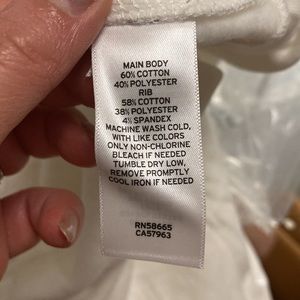 MAIN BODY
60% COTTON
40% POLYESTER
RIB
58% COTTON
38% POLYESTER
4% SPANDEX
MACHINE WASH COLD,
WITH LIKE COLORS
ONLY NON-CHLORINE
BLEACH IF NEEDED
TUMBLE DRY LOW,
REMOVE PROMPTLY
COOL IRON IF NEEDED
RN58665
CA57963